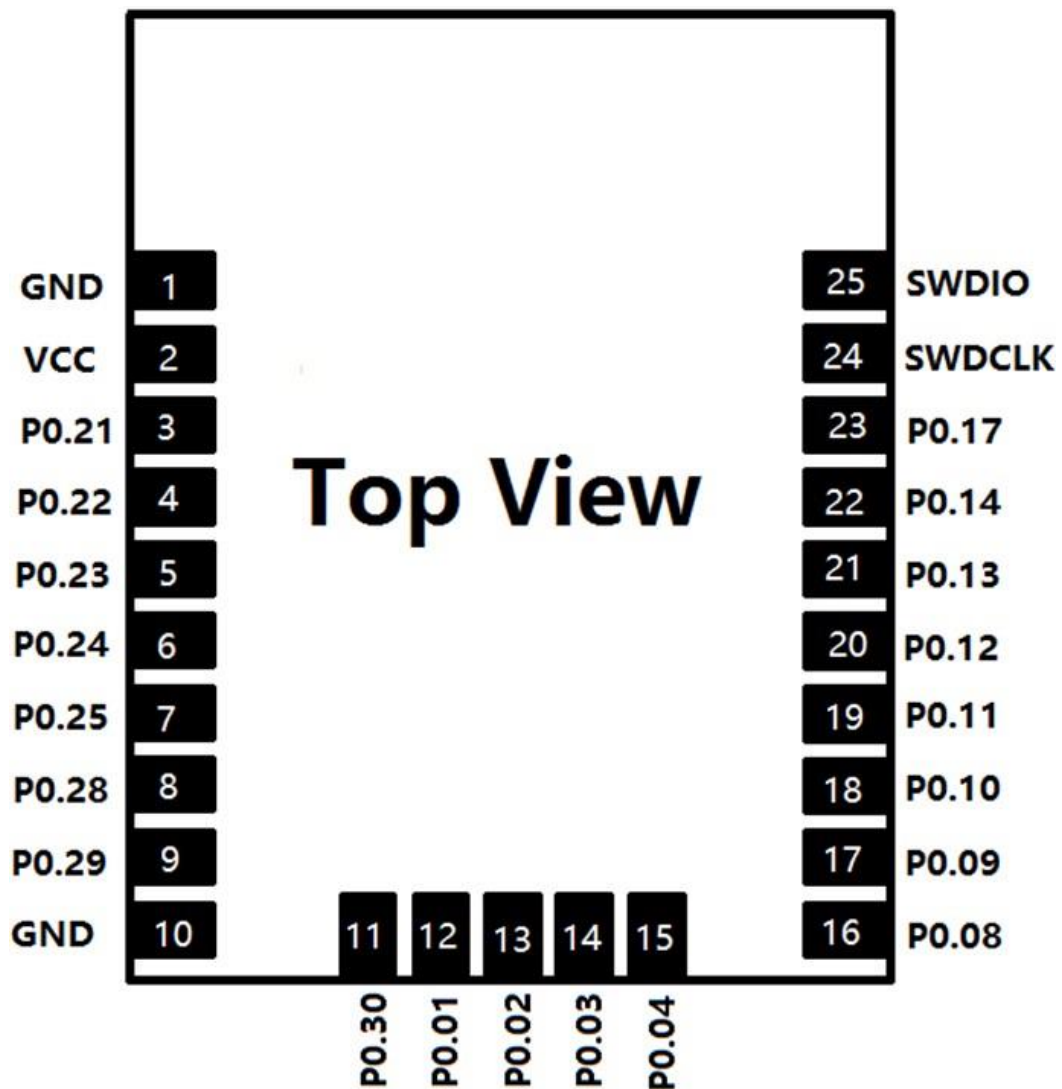 GND 1 25 SWDIO
VCC 2 24 SWDCLK
P0.21 3 23 P0.17
Top View
P0.22 4 22 P0.14
P0.23 5 21 P0.13
P0.24 6 20 P0.12
P0.25 7 19 P0.11
P0.28 8 18 P0.10
P0.29 9 17 P0.09
GND 10 11 12 13 14 15 16 P0.08
P0.30
P0.01
P0.02
P0.03
P0.04